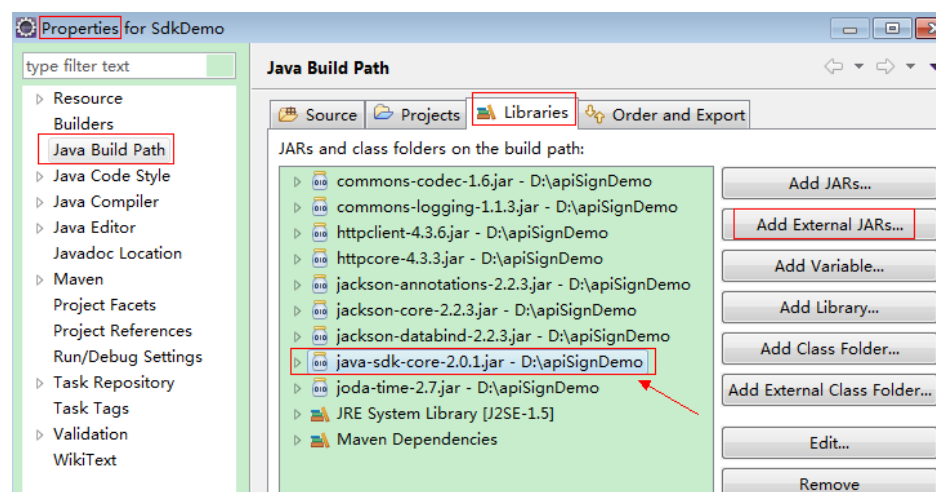 Properties for SdkDemo
type filter text
Resource
Builders
Java Build Path
Java Code Style
Java Compiler
Java Editor
Javadoc Location
Maven
Project Facets
Project References
Run/Debug Settings
Task Repository
Task Tags
Validation
WikiText
Java Build Path
Source Projects Libraries Order and Export
JARs and class folders on the build path:
commons-codec-1.6.jar - D:\apiSignDemo
commons-logging-1.1.3.jar - D:\apiSignDemo
httpclient-4.3.6.jar - D:\apiSignDemo
httpcore-4.3.3.jar - D:\apiSignDemo
jackson-annotations-2.2.3.jar - D:\apiSignDemo
jackson-core-2.2.3.jar - D:\apiSignDemo
jackson-databind-2.2.3.jar - D:\apiSignDemo
java-sdk-core-2.0.1.jar - D:\apiSignDemo
joda-time-2.7.jar - D:\apiSignDemo
JRE System Library [J2SE-1.5]
Maven Dependencies
Add JARs...
Add External JARs...
Add Variable...
Add Library...
Add Class Folder...
Add External Class Folder...
Edit...
Remove